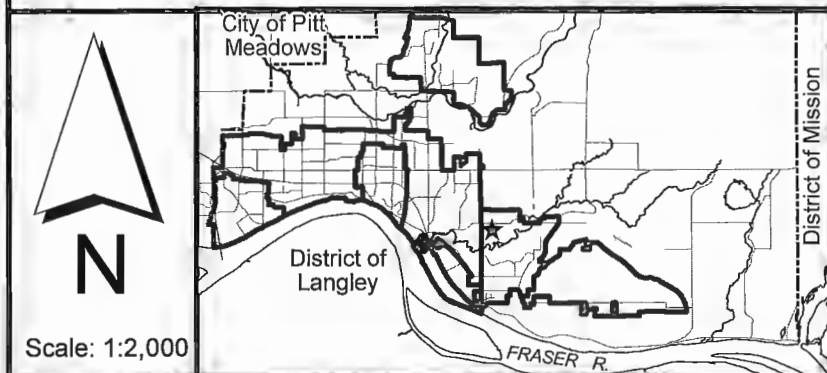 City of Pitt
Meadows
District of Mission
District of
Langley
N
Scale: 1:2,000
FRASER R.